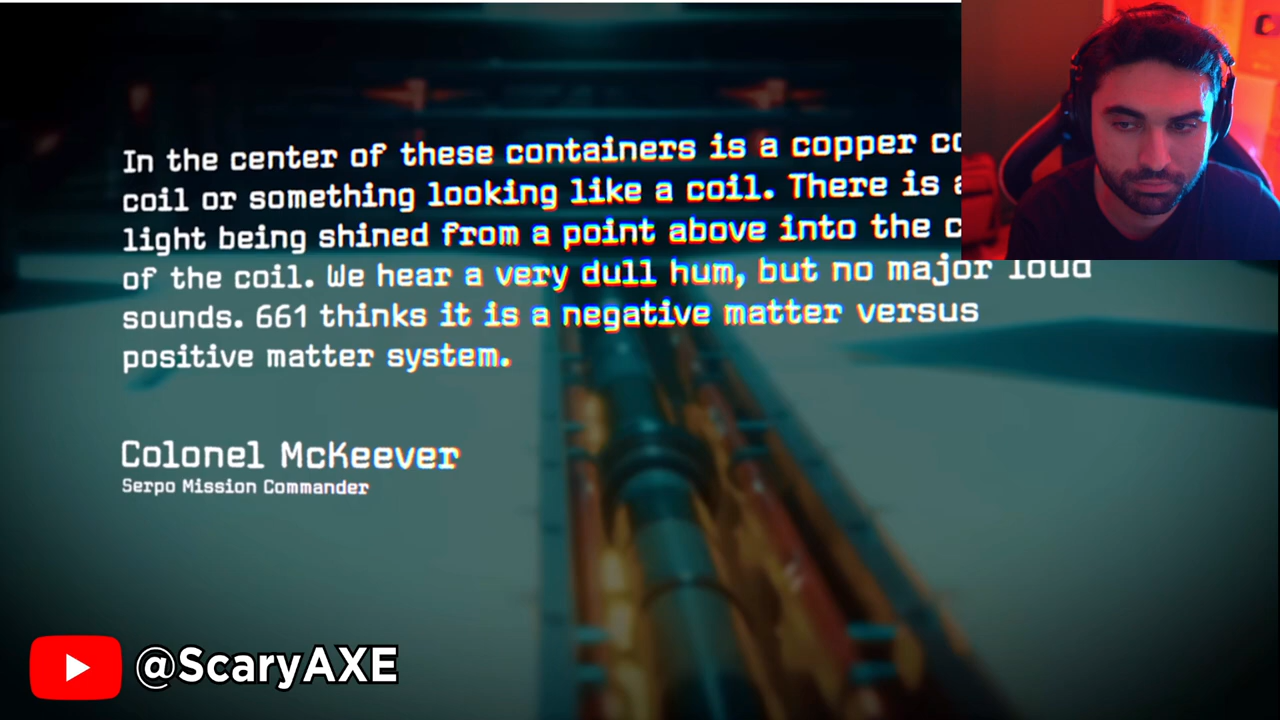 In the center of these containers is a copper
coil or something looking like a coil. There is
light being shined from a point above into the
of the coil. We hear a very dull hum, but no major loud
sounds. 661 thinks it is a negative matter versus
positive matter system.
Colonel McKeever
Serpo Mission Commander
@ScaryAXE